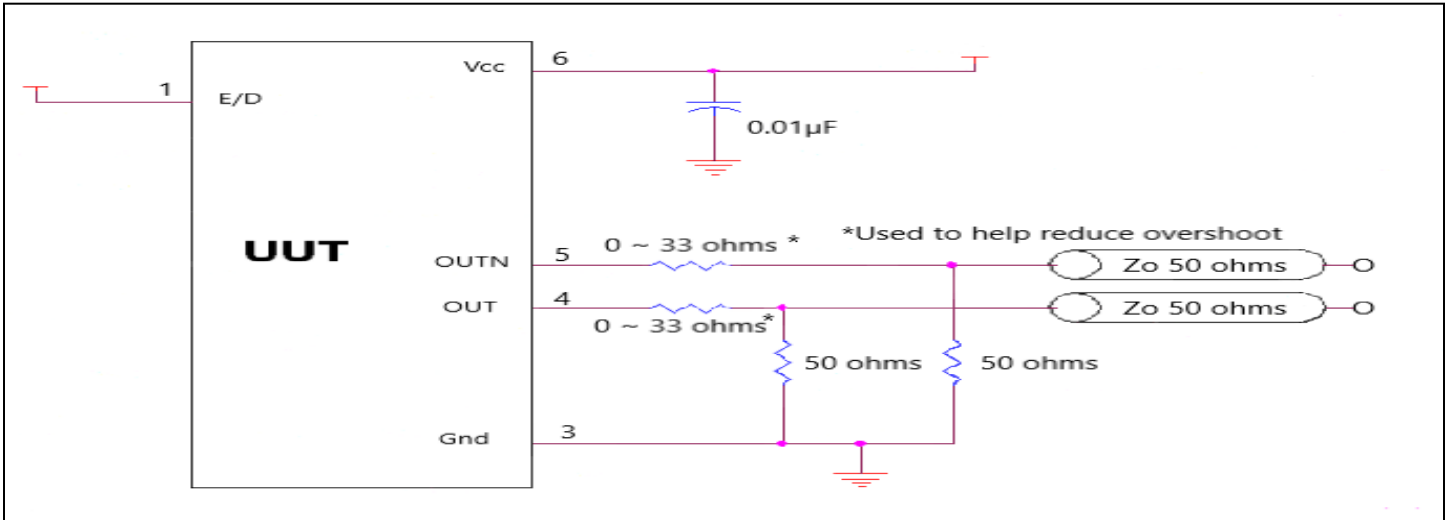 Vcc
6
1
E/D
0.01µF
UUT
*Used to help reduce overshoot
0 ~ 33 ohms *
OUTN
5
Zo 50 ohms
OUT
4
Zo 50 ohms
0 ~ 33 ohms*
50 ohms
50 ohms
Gnd
3